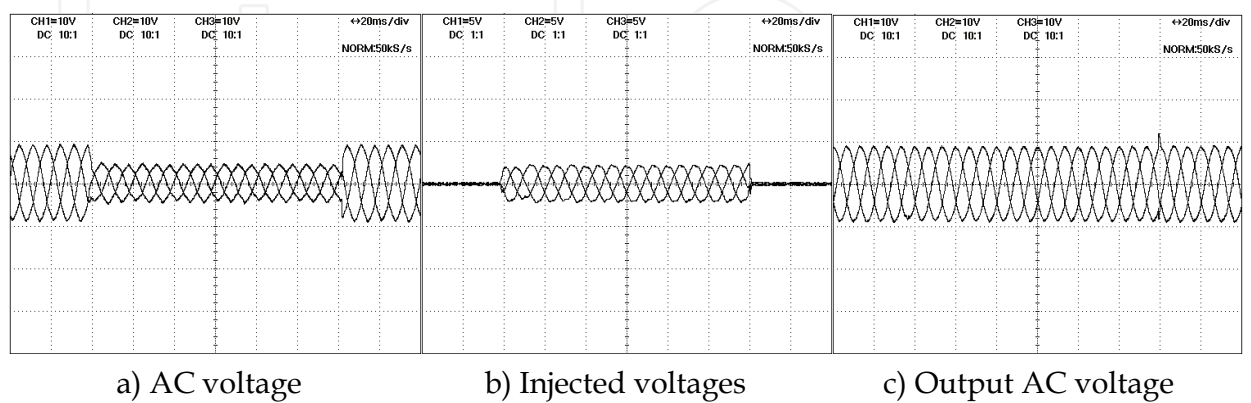 CH1=10V CH2=10V CH3=10V ↔20ms/div
DC 10:1 DC 10:1 DC 10:1
NORM:50kS/s
CH1=5V CH2=5V CH3=5V ↔20ms/div
DC 1:1 DC 1:1 DC 1:1
NORM:50kS/s
CH1=10V CH2=10V CH3=10V ↔20ms/div
DC 10:1 DC 10:1 DC 10:1
NORM:50kS/s
a) AC voltage
b) Injected voltages
c) Output AC voltage